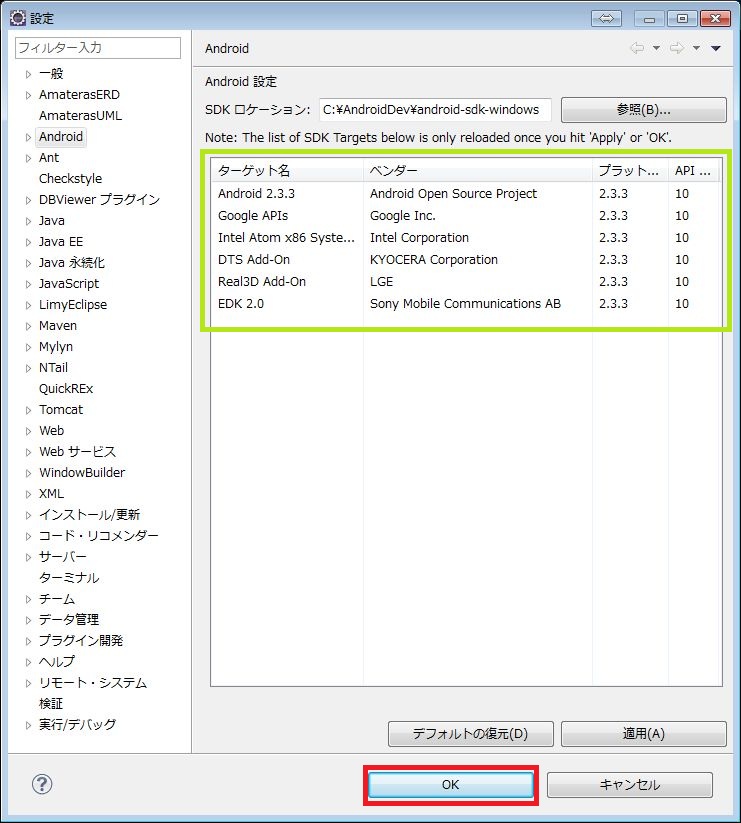 設定
フィルター入力
一般
AmaterasERD
AmaterasUML
Android
Ant
Checkstyle
DBViewer プラグイン
Java
Java EE
Java 永続化
JavaScript
LimyEclipse
Maven
Mylyn
NTail
QuickREx
Tomcat
Web
Web サービス
WindowBuilder
XML
インストール/更新
コード・リコメンダー
サーバー
ターミナル
チーム
データ管理
プラグイン開発
ヘルプ
リモート・システム
検証
実行/デバッグ
Android
Android 設定
SDK ロケーション: C:¥AndroidDev¥android-sdk-windows 参照(B)...
Note: The list of SDK Targets below is only reloaded once you hit 'Apply' or 'OK'.
ターゲット名 ベンダー プラット... API ...
Android 2.3.3 Android Open Source Project 2.3.3 10
Google APIs Google Inc. 2.3.3 10
Intel Atom x86 Syste... Intel Corporation 2.3.3 10
DTS Add-On KYOCERA Corporation 2.3.3 10
Real3D Add-On LGE 2.3.3 10
EDK 2.0 Sony Mobile Communications AB 2.3.3 10
デフォルトの復元(D) 適用(A)
? OK キャンセル